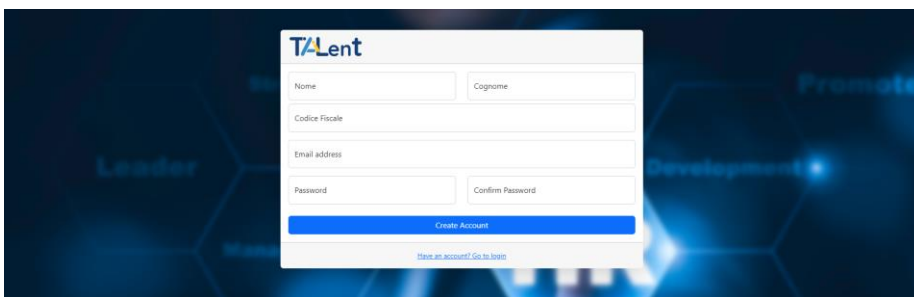 TALent
Nome
Cognome
Codice Fiscale
Email address
Password
Confirm Password
Create Account
Have an account? Go to login
Leader
Development
Promote
HR